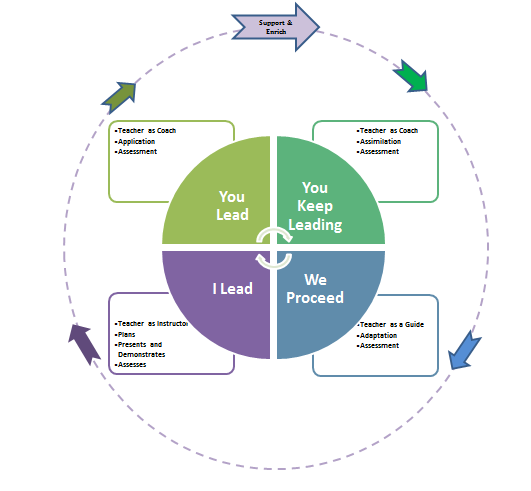 Support &
Enrich
•Teacher as Coach
•Application
•Assessment
•Teacher as Coach
•Assimilation
•Assessment
You
Lead
You
Keep
Leading
I Lead
We
Proceed
•Teacher as Instructor
•Plans
•Presents and
Demonstrates
•Assesses
•Teacher as a Guide
•Adaptation
•Assessment